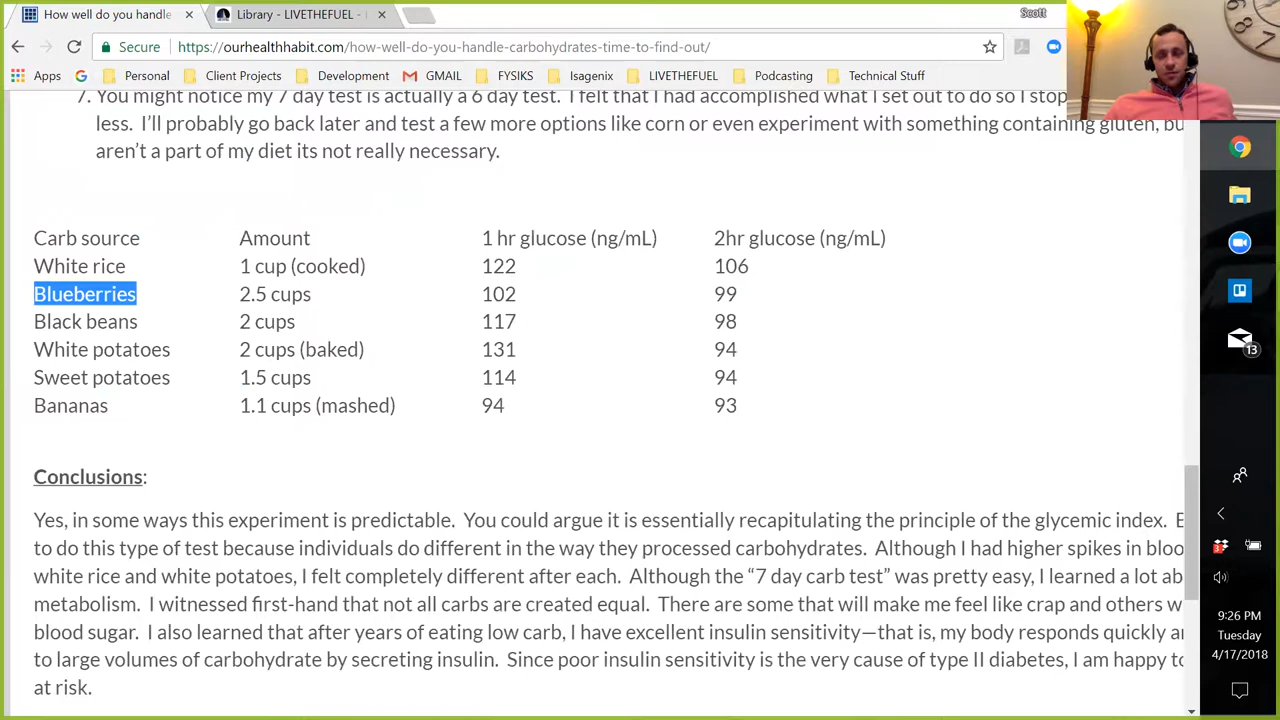 How well do you handle
Library - LIVETHEFUEL -
Scott
Secure
https://ourhealthhabit.com/how-well-do-you-handle-carbohydrates-time-to-find-out/
Apps
Personal
Client Projects
Development
GMAIL
FYSIKS
Isagenix
LIVETHEFUEL
Podcasting
Technical Stuff
7. You might notice my 7 day test is actually a 6 day test. I felt that I had accomplished what I set out to do so I stop
less. I'll probably go back later and test a few more options like corn or even experiment with something containing gluten, bu
aren't a part of my diet its not really necessary.
Carb source Amount 1 hr glucose (ng/mL) 2hr glucose (ng/mL)
White rice 1 cup (cooked) 122 106
Blueberries 2.5 cups 102 99
Black beans 2 cups 117 98
White potatoes 2 cups (baked) 131 94
Sweet potatoes 1.5 cups 114 94
Bananas 1.1 cups (mashed) 94 93
Conclusions:
Yes, in some ways this experiment is predictable. You could argue it is essentially recapitulating the principle of the glycemic index.
to do this type of test because individuals do different in the way they processed carbohydrates. Although I had higher spikes in bloo
white rice and white potatoes, I felt completely different after each. Although the “7 day carb test” was pretty easy, I learned a lot ab
metabolism. I witnessed first-hand that not all carbs are created equal. There are some that will make me feel like crap and others w
blood sugar. I also learned that after years of eating low carb, I have excellent insulin sensitivity—that is, my body responds quickly a
to large volumes of carbohydrate by secreting insulin. Since poor insulin sensitivity is the very cause of type II diabetes, I am happy to
at risk.
13
3
9:26 PM
Tuesday
4/17/2018